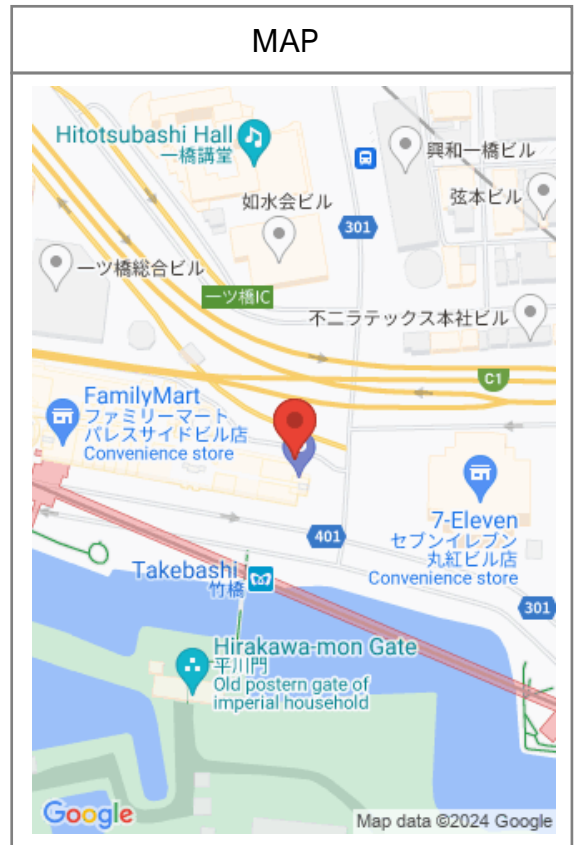 MAP
Hitotsubashi Hall
一橋講堂
興和一橋ビル
如水会ビル
弦本ビル
301
一ツ橋総合ビル
一ツ橋IC
不二ラテックス本社ビル
C1
FamilyMart
ファミリーマート
パレスサイドビル店
Convenience store
7-Eleven
セブンイレブン
丸紅ビル店
Convenience store
401
Takebashi
竹橋
301
Hirakawa-mon Gate
平川門
Old postern gate of
imperial household
Google
Map data ©2024 Google